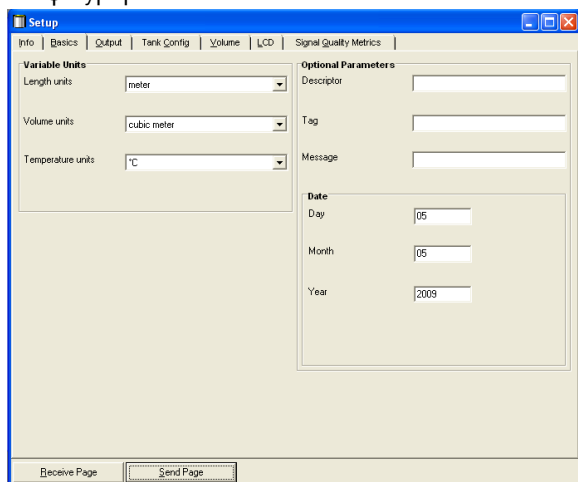 Setup
Info Basics Output Tank Config Volume LCD Signal Quality Metrics
Variable Units
Length units meter
Volume units cubic meter
Temperature units °C
Optional Parameters
Descriptor
Tag
Message
Date
Day 05
Month 05
Year 2009
Receive Page Send Page